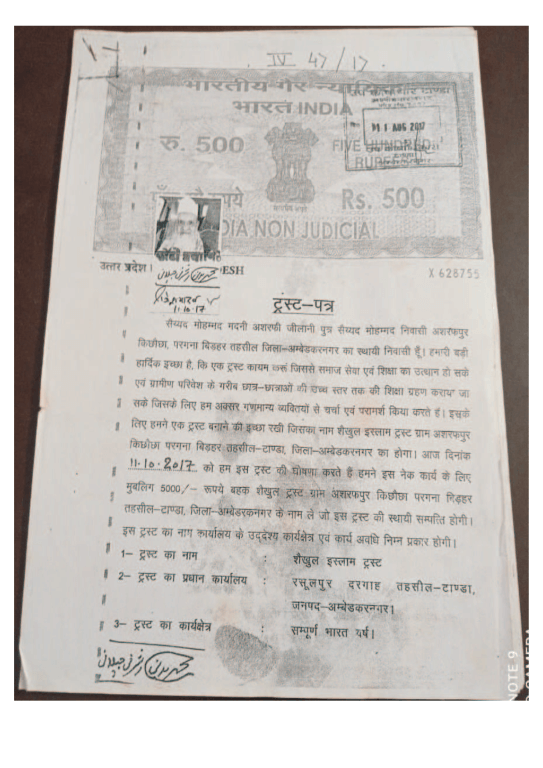 IV 47/17
भारतीय गैर न्यायिक
भारत INDIA
11 AUG 2017
रु. 500
FIVE HUNDRED
RUPEES
रुपये
Rs. 500
INDIA NON JUDICIAL
उत्तर प्रदेश
ESH
X 628755
11.10.17
ट्रस्ट-पत्र
सैय्यद मोहम्मद मदनी अशरफी जीलानी पुत्र सैय्यद मोहम्मद निवासी अशरफपुर
किछौछा, परगना बिड़हर तहसील जिला-अम्बेडकरनगर का स्थायी निवासी हूँ। हमारी बड़ी
हार्दिक इच्छा है, कि एक ट्रस्ट कायम करूं जिससे समाज सेवा एवं शिक्षा का उत्थान हो सके
एवं ग्रामीण परिवेश के गरीब छात्र-छात्राओं की उच्च स्तर तक की शिक्षा ग्रहण कराया जा
सके जिसके लिए हम अक्सर गणमान्य व्यक्तियों से चर्चा एवं परामर्श किया करते हैं। इसके
लिए हमने एक ट्रस्ट बनाने की इच्छा रखी जिसका नाम शैखुल इस्लाम ट्रस्ट ग्राम अशरफपुर
किछौछा परगना बिडहर तहसील-टाण्डा, जिला-अम्बेडकरनगर का होगा। आज दिनांक
11.10.2017 को हम इस ट्रस्ट की घोषणा करते हैं हमने इस नेक कार्य के लिए
मुबलिग 5000/- रूपये बहक शैखुल ट्रस्ट ग्राम अशरफपुर किछौछा परगना बिड़हर
तहसील-टाण्डा, जिला-अम्बेडरकनगर के नाम ले जो इस ट्रस्ट की स्थायी सम्पति होगी।
इस ट्रस्ट का नाग कार्यालय के उद्देश्य कार्यक्षेत्र एवं कार्य अवधि निम्न प्रकार होगी।
1- ट्रस्ट का नाम : शैखुल इस्लाम ट्रस्ट
2- ट्रस्ट का प्रधान कार्यालय : रसूलपुर दरगाह तहसील-टाण्डा,
जनपद-अम्बेडकरनगर।
3- ट्रस्ट का कार्यक्षेत्र : सम्पूर्ण भारत वर्ष।
NOTE 9